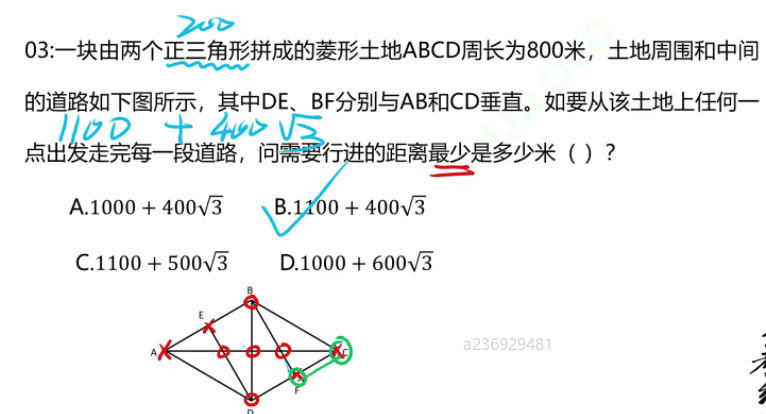 200
03:一块由两个正三角形拼成的菱形土地ABCD周长为800米，土地周围和中间
的道路如下图所示，其中DE、BF分别与AB和CD垂直。如要从该土地上任何一
1100 + 400√3
点出发走完每一段道路，问需要行进的距离最少是多少米（ ）？
A.1000 + 400√3 B.1100 + 400√3
C.1100 + 500√3 D.1000 + 600√3
B
E
A C
F
D
a236929481